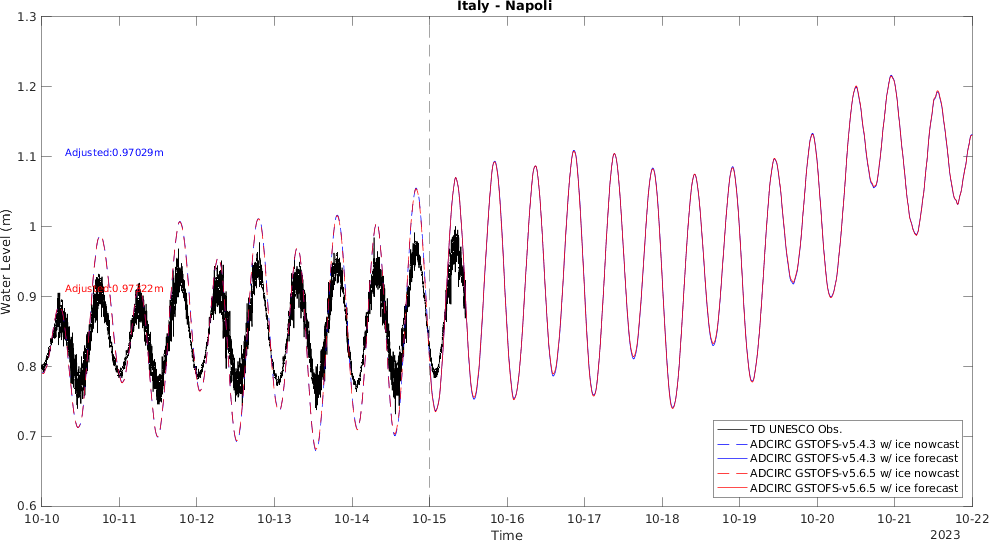 Italy - Napoli
1.3
1.2
1.1
1
0.9
0.8
0.7
0.6
Water Level (m)
Adjusted:0.97029m
TD UNESCO Obs.
ADCIRC GSTOFS-v5.4.3 w/ ice nowcast
ADCIRC GSTOFS-v5.4.3 w/ ice forecast
ADCIRC GSTOFS-v5.6.5 w/ ice nowcast
ADCIRC GSTOFS-v5.6.5 w/ ice forecast
10-10 10-11 10-12 10-13 10-14 10-15 10-16 10-17 10-18 10-19 10-20 10-21 10-22
Time
2023